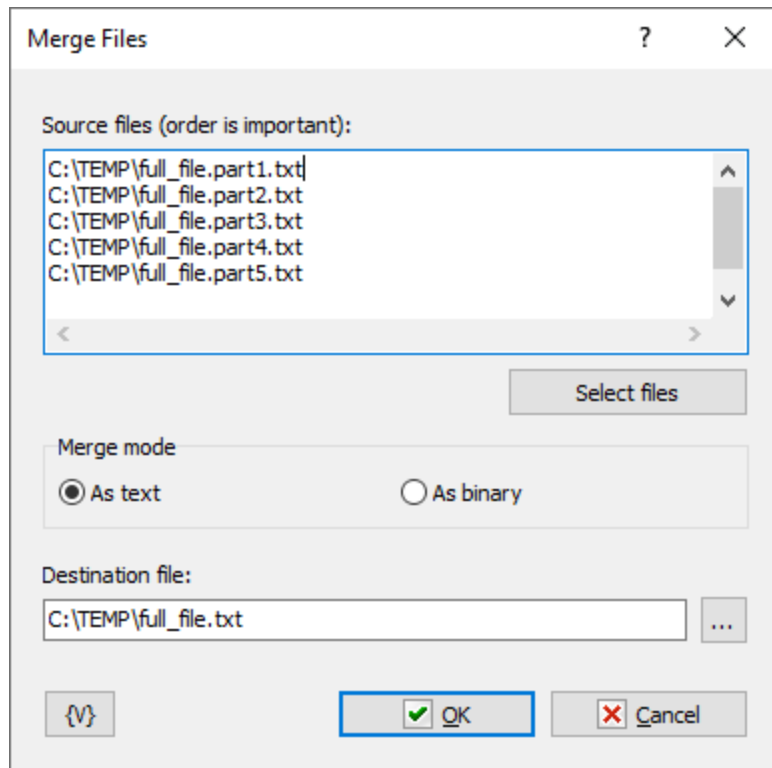 Merge Files
?
Source files (order is important):
C:\TEMP\full_file.part1.txt
C:\TEMP\full_file.part2.txt
C:\TEMP\full_file.part3.txt
C:\TEMP\full_file.part4.txt
C:\TEMP\full_file.part5.txt
Select files
Merge mode
As text As binary
Destination file:
C:\TEMP\full_file.txt
...
{V} OK Cancel